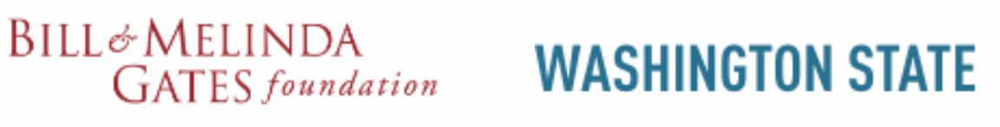 BILL & MELINDA
GATES foundation
WASHINGTON STATE